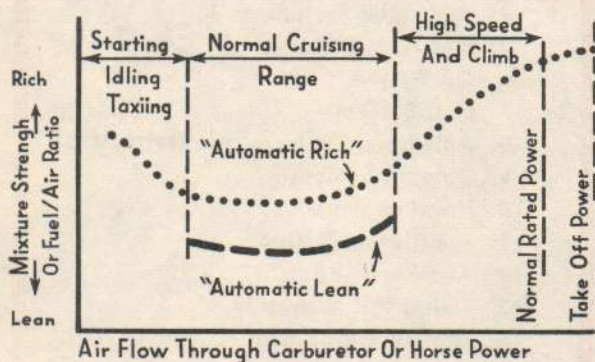 High Speed
Starting
Normal Cruising
And Climb
Rich
Idling
Range
Taxiing
Mixture Strengh
Or Fuel/Air Ratio
"Automatic Rich"
"Automatic Lean"
Normal Rated Power
Take Off Power
Lean
Air Flow Through Carburetor Or Horse Power